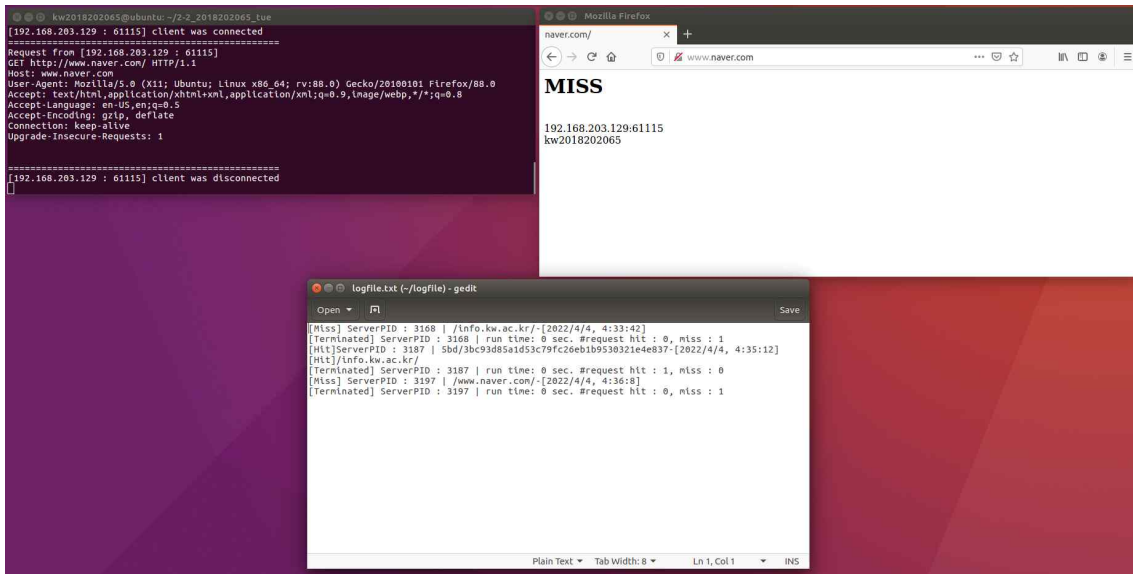 kw2018202065@ubuntu: ~/2-2_2018202065_tue
[192.168.203.129 : 61115] client was connected
=================================================
Request from [192.168.203.129 : 61115]
GET http://www.naver.com/ HTTP/1.1
Host: www.naver.com
User-Agent: Mozilla/5.0 (X11; Ubuntu; Linux x86_64; rv:88.0) Gecko/20100101 Firefox/88.0
Accept: text/html,application/xhtml+xml,application/xml;q=0.9,image/webp,*/*;q=0.8
Accept-Language: en-US,en;q=0.5
Accept-Encoding: gzip, deflate
Connection: keep-alive
Upgrade-Insecure-Requests: 1
=================================================
[192.168.203.129 : 61115] client was disconnected
Mozilla Firefox
naver.com/
www.naver.com
MISS
192.168.203.129:61115
kw2018202065
logfile.txt (~/logfile) - gedit
Open
Save
[Miss] ServerPID : 3168 | /info.kw.ac.kr/-[2022/4/4, 4:33:42]
[Terminated] ServerPID : 3168 | run time: 0 sec. #request hit : 0, miss : 1
[Hit]ServerPID : 3187 | 5bd/3bc93d85a1d53c79fc26eb1b9530321e4e837-[2022/4/4, 4:35:12]
[Hit]/info.kw.ac.kr/
[Terminated] ServerPID : 3187 | run time: 0 sec. #request hit : 1, miss : 0
[Miss] ServerPID : 3197 | /www.naver.com/-[2022/4/4, 4:36:8]
[Terminated] ServerPID : 3197 | run time: 0 sec. #request hit : 0, miss : 1
Plain Text
Tab Width: 8
Ln 1, Col 1
INS